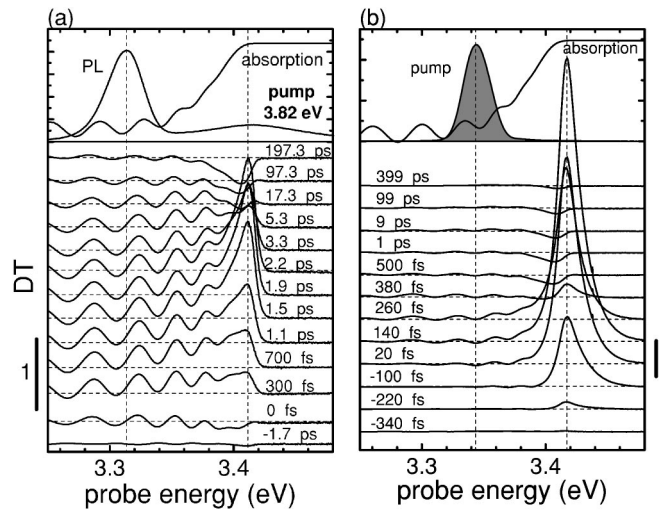 (a)
PL
absorption
pump
3.82 eV
197.3 ps
97.3 ps
17.3 ps
5.3 ps
3.3 ps
2.2 ps
1.9 ps
1.5 ps
1.1 ps
700 fs
300 fs
0 fs
-1.7 ps
DT
1
3.3 3.4
probe energy (eV)
(b)
absorption
pump
399 ps
99 ps
9 ps
1 ps
500 fs
380 fs
260 fs
140 fs
20 fs
-100 fs
-220 fs
-340 fs
3.3 3.4
probe energy (eV)